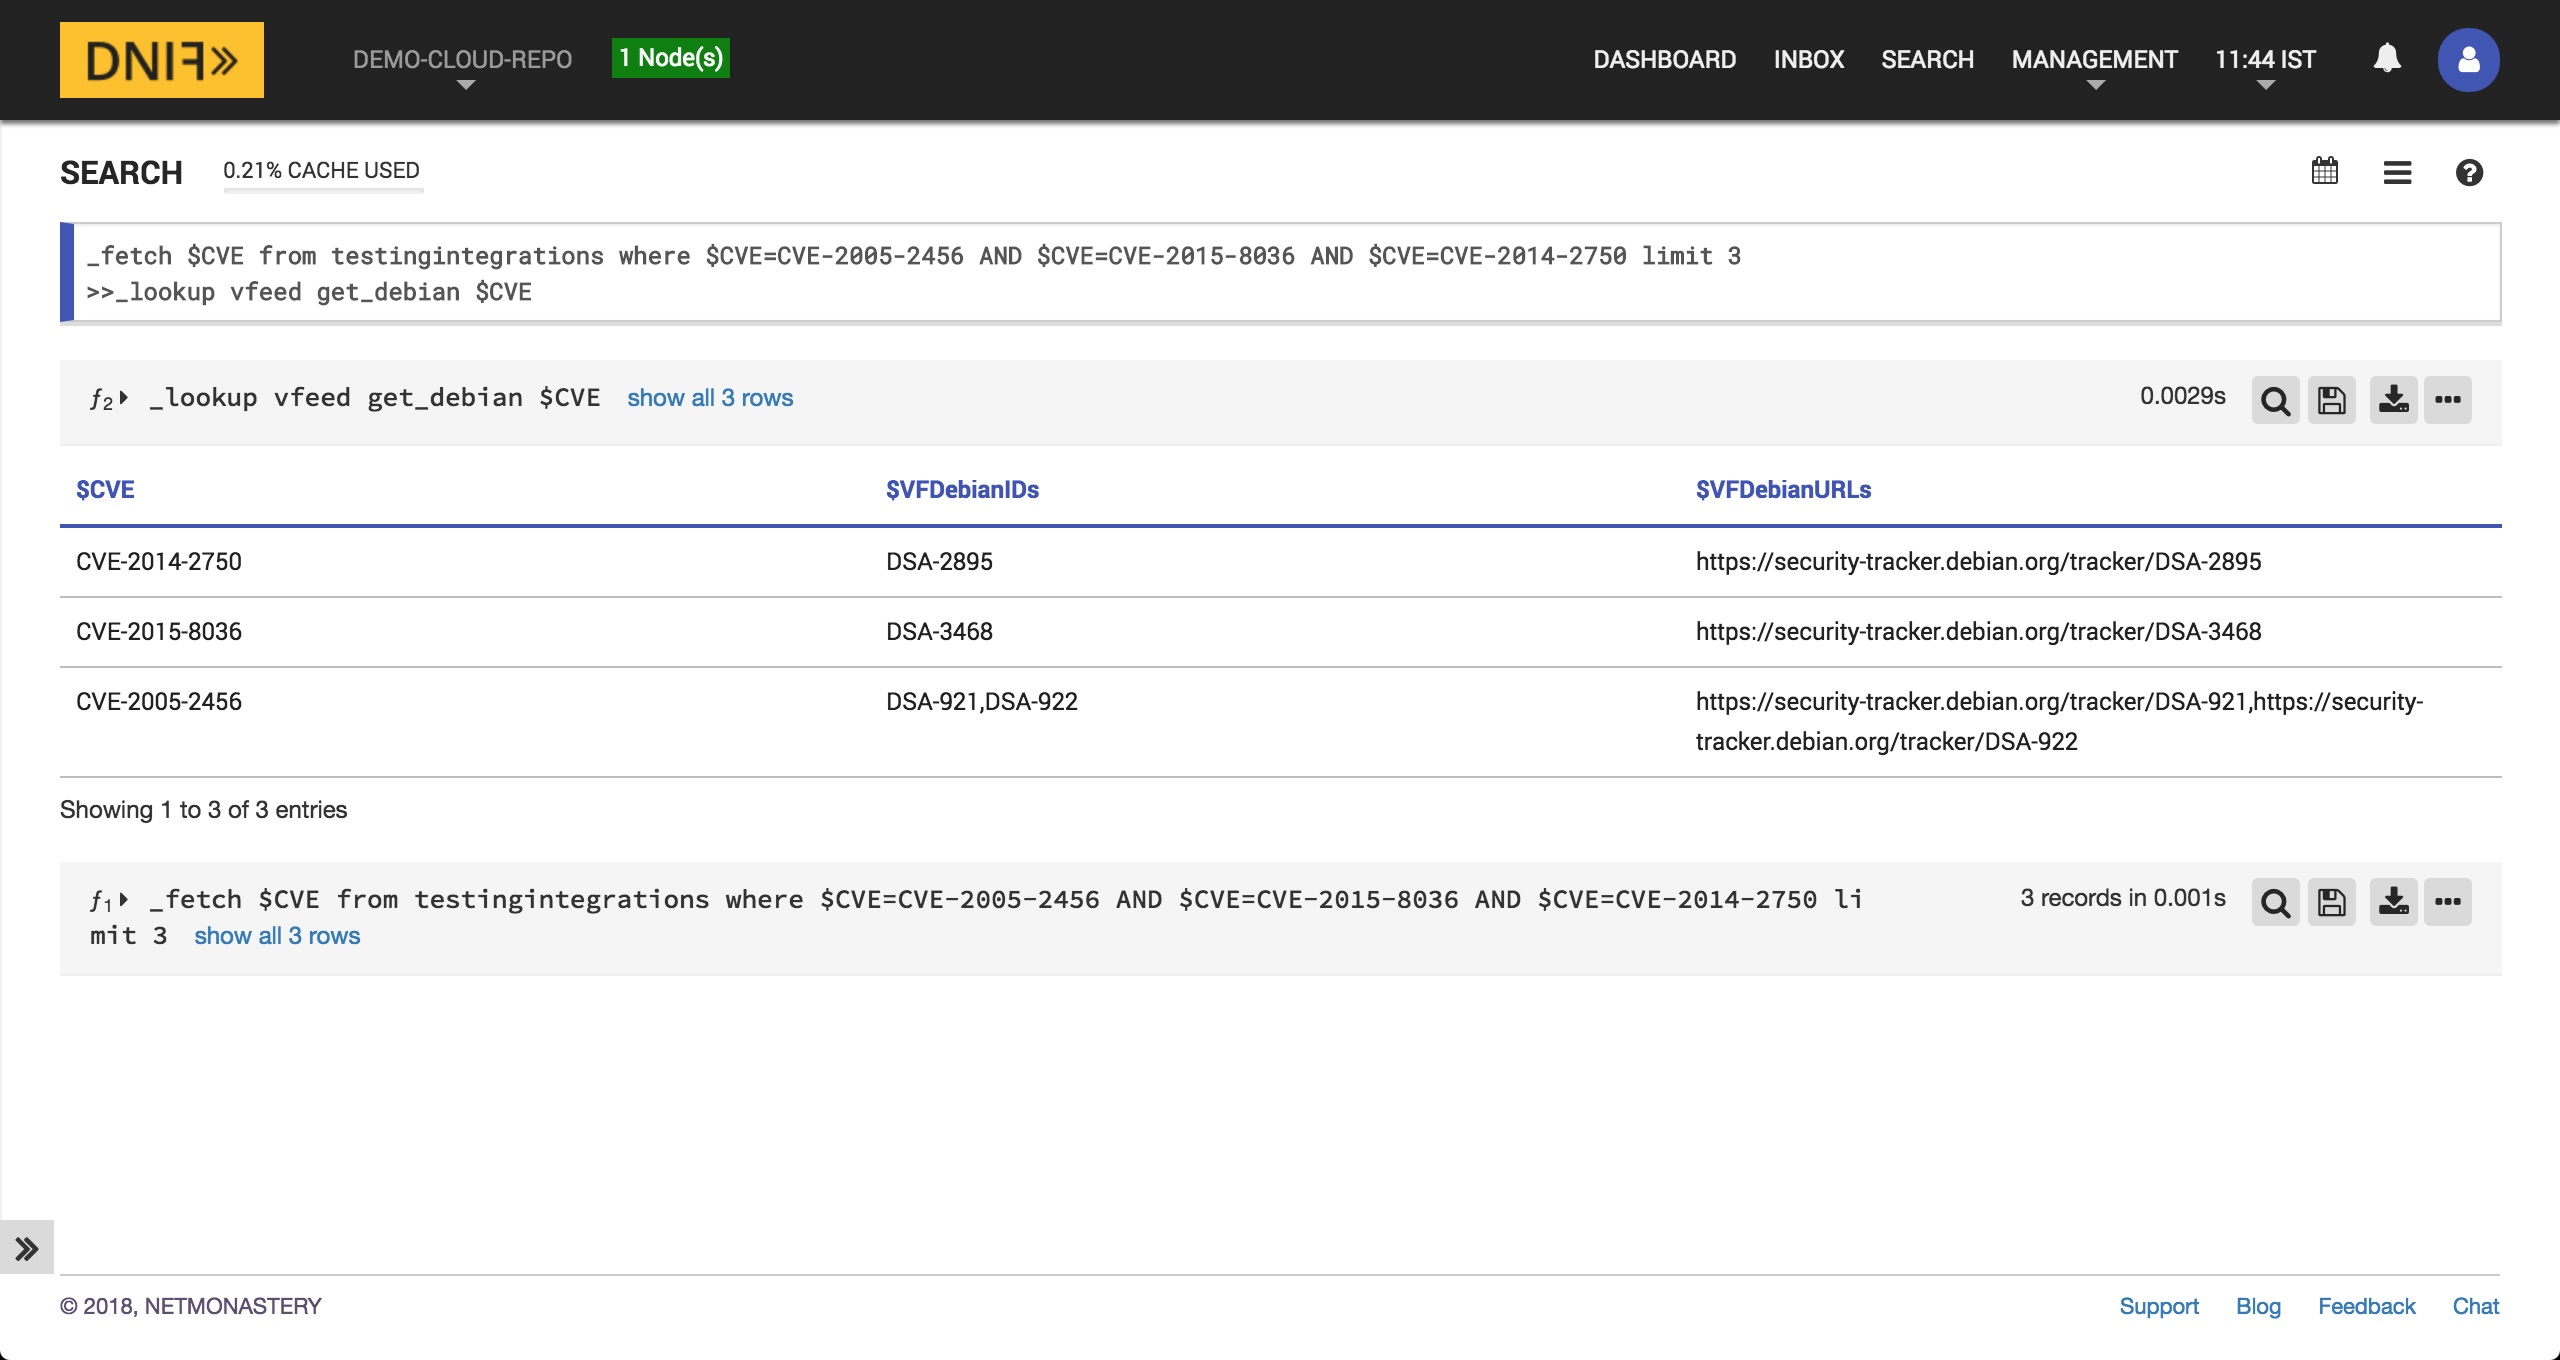 DNIF»
DEMO-CLOUD-REPO
1 Node(s)
DASHBOARD INBOX SEARCH MANAGEMENT 11:44 IST
SEARCH 0.21% CACHE USED
_fetch $CVE from testingintegrations where $CVE=CVE-2005-2456 AND $CVE=CVE-2015-8036 AND $CVE=CVE-2014-2750 limit 3
>>_lookup vfeed get_debian $CVE
ƒ2 _lookup vfeed get_debian $CVE show all 3 rows 0.0029s
$CVE $VFDebianIDs $VFDebianURLs
CVE-2014-2750 DSA-2895 https://security-tracker.debian.org/tracker/DSA-2895
CVE-2015-8036 DSA-3468 https://security-tracker.debian.org/tracker/DSA-3468
CVE-2005-2456 DSA-921,DSA-922 https://security-tracker.debian.org/tracker/DSA-921,https://security-
tracker.debian.org/tracker/DSA-922
Showing 1 to 3 of 3 entries
ƒ1 _fetch $CVE from testingintegrations where $CVE=CVE-2005-2456 AND $CVE=CVE-2015-8036 AND $CVE=CVE-2014-2750 li 3 records in 0.001s
mit 3 show all 3 rows
© 2018, NETMONASTERY Support Blog Feedback Chat